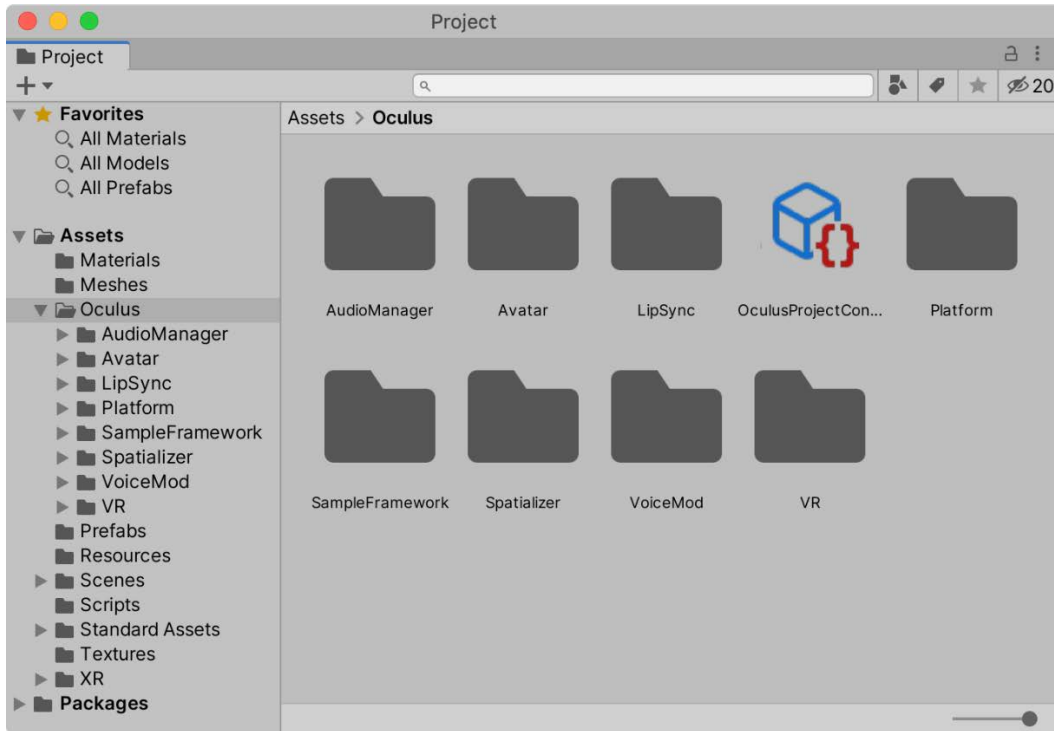 Project
Project
20
Favorites
All Materials
All Models
All Prefabs
Assets
Materials
Meshes
Oculus
AudioManager
Avatar
LipSync
Platform
SampleFramework
Spatializer
VoiceMod
VR
Prefabs
Resources
Scenes
Scripts
Standard Assets
Textures
XR
Packages
Assets > Oculus
AudioManager Avatar LipSync OculusProjectCon... Platform
SampleFramework Spatializer VoiceMod VR